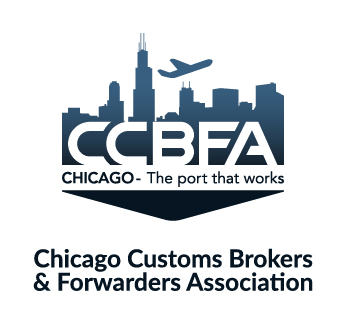 CCBFA
CHICAGO - The port that works
Chicago Customs Brokers
& Forwarders Association